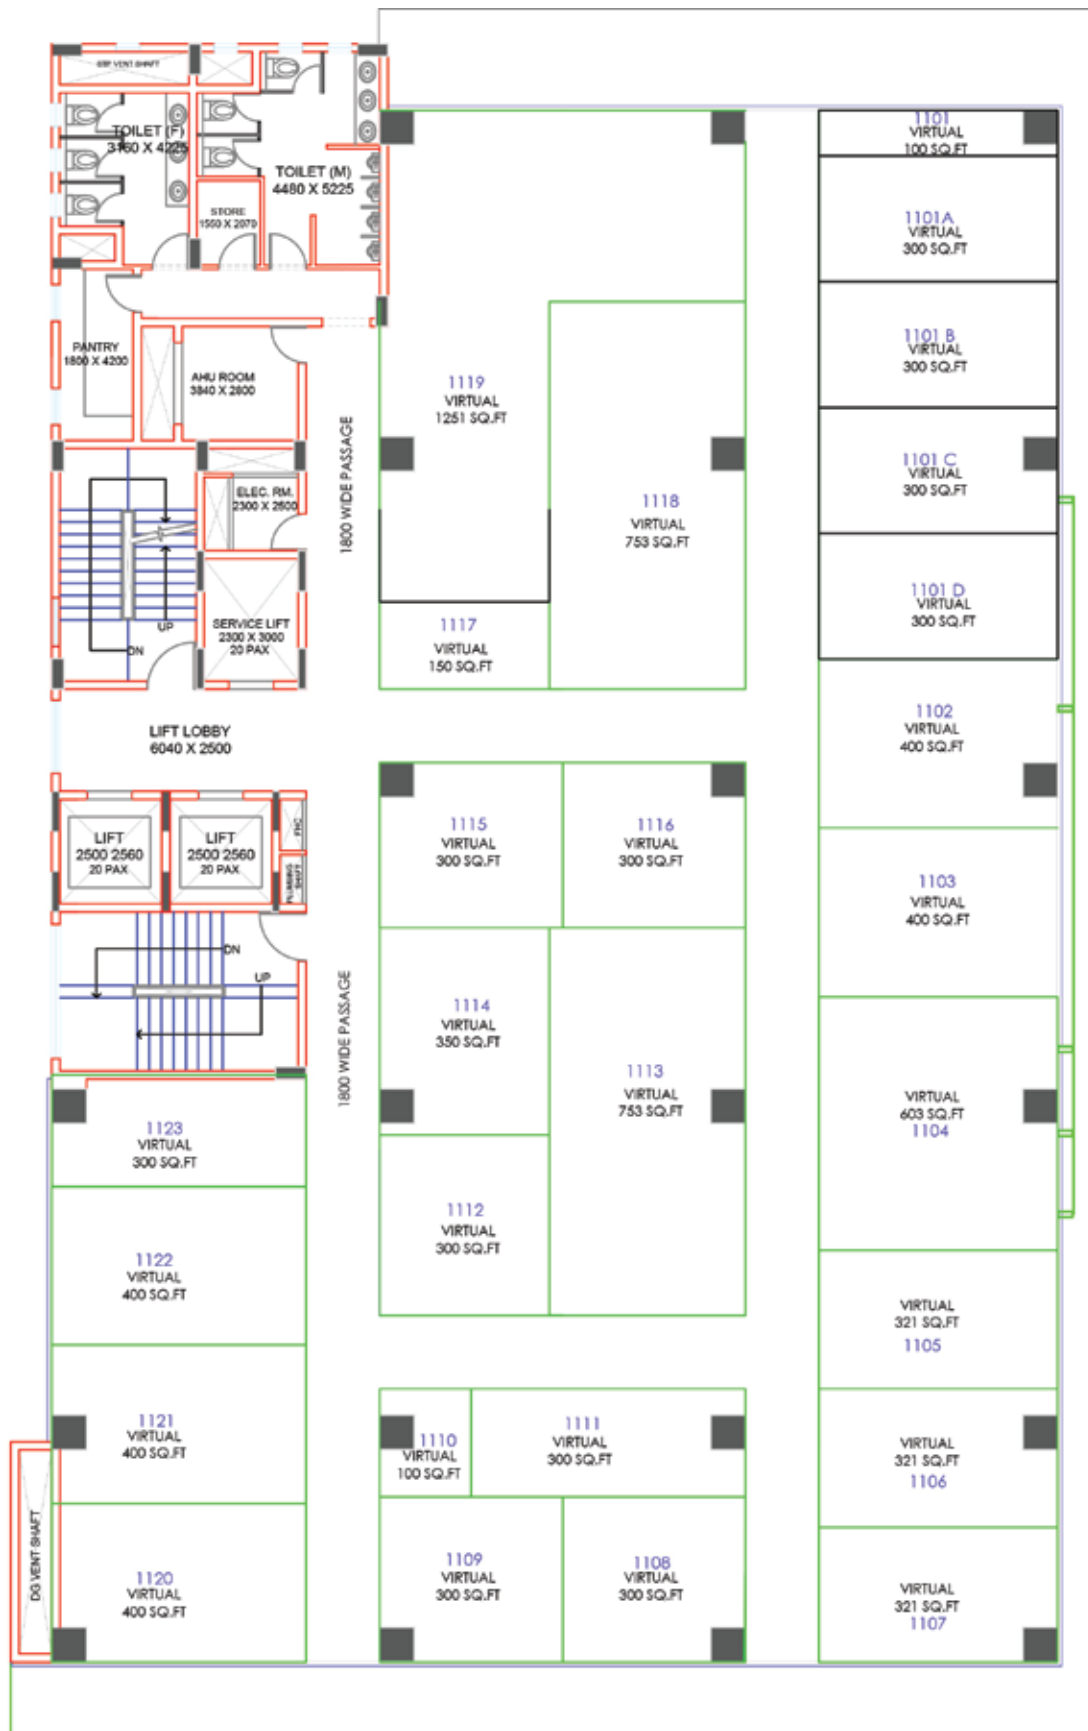 STP VENT SHAFT
TOILET (F)
3160 X 4225
TOILET (M)
4480 X 5225
STORE
1550 X 2070
PANTRY
1800 X 4200
AHU ROOM
3840 X 2800
ELEC. RM.
2300 X 2500
UP
DN
SERVICE LIFT
2300 X 3000
20 PAX
LIFT LOBBY
6040 X 2500
LIFT
2500 2560
20 PAX
LIFT
2500 2560
20 PAX
FHC
PLUMBING
SHAFT
DN
UP
1800 WIDE PASSAGE
1800 WIDE PASSAGE
1101
VIRTUAL
100 SQ.FT
1101A
VIRTUAL
300 SQ.FT
1101 B
VIRTUAL
300 SQ.FT
1101 C
VIRTUAL
300 SQ.FT
1101 D
VIRTUAL
300 SQ.FT
1102
VIRTUAL
400 SQ.FT
1103
VIRTUAL
400 SQ.FT
VIRTUAL
603 SQ.FT
1104
VIRTUAL
321 SQ.FT
1105
VIRTUAL
321 SQ.FT
1106
VIRTUAL
321 SQ.FT
1107
1119
VIRTUAL
1251 SQ.FT
1118
VIRTUAL
753 SQ.FT
1117
VIRTUAL
150 SQ.FT
1115
VIRTUAL
300 SQ.FT
1116
VIRTUAL
300 SQ.FT
1114
VIRTUAL
350 SQ.FT
1113
VIRTUAL
753 SQ.FT
1112
VIRTUAL
300 SQ.FT
1110
VIRTUAL
100 SQ.FT
1111
VIRTUAL
300 SQ.FT
1109
VIRTUAL
300 SQ.FT
1108
VIRTUAL
300 SQ.FT
1123
VIRTUAL
300 SQ.FT
1122
VIRTUAL
400 SQ.FT
1121
VIRTUAL
400 SQ.FT
1120
VIRTUAL
400 SQ.FT
DG VENT SHAFT